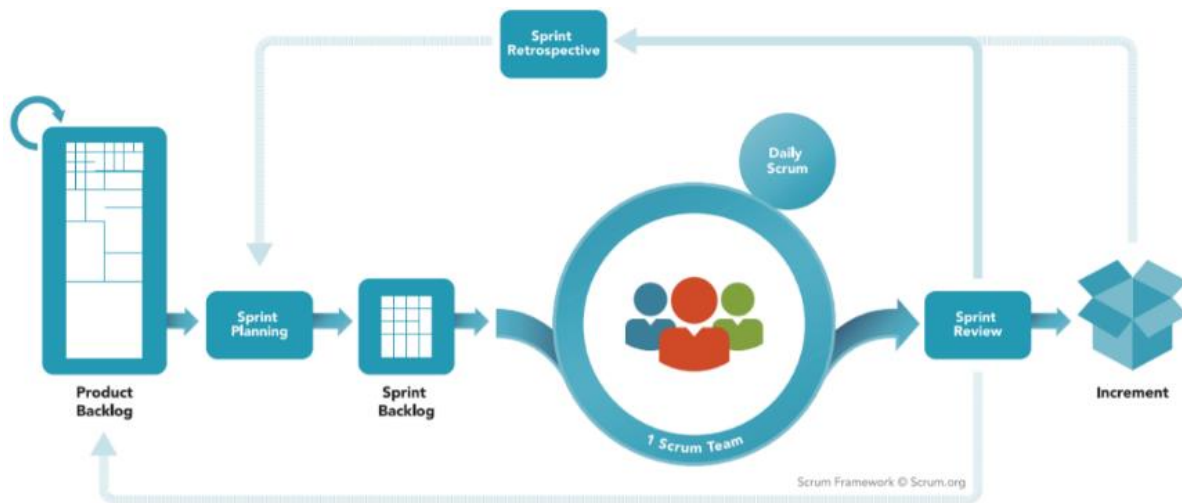 Sprint
Retrospective
Daily
Scrum
Sprint
Planning
Sprint
Review
Product
Backlog
Sprint
Backlog
Increment
1 Scrum Team
Scrum Framework © Scrum.org